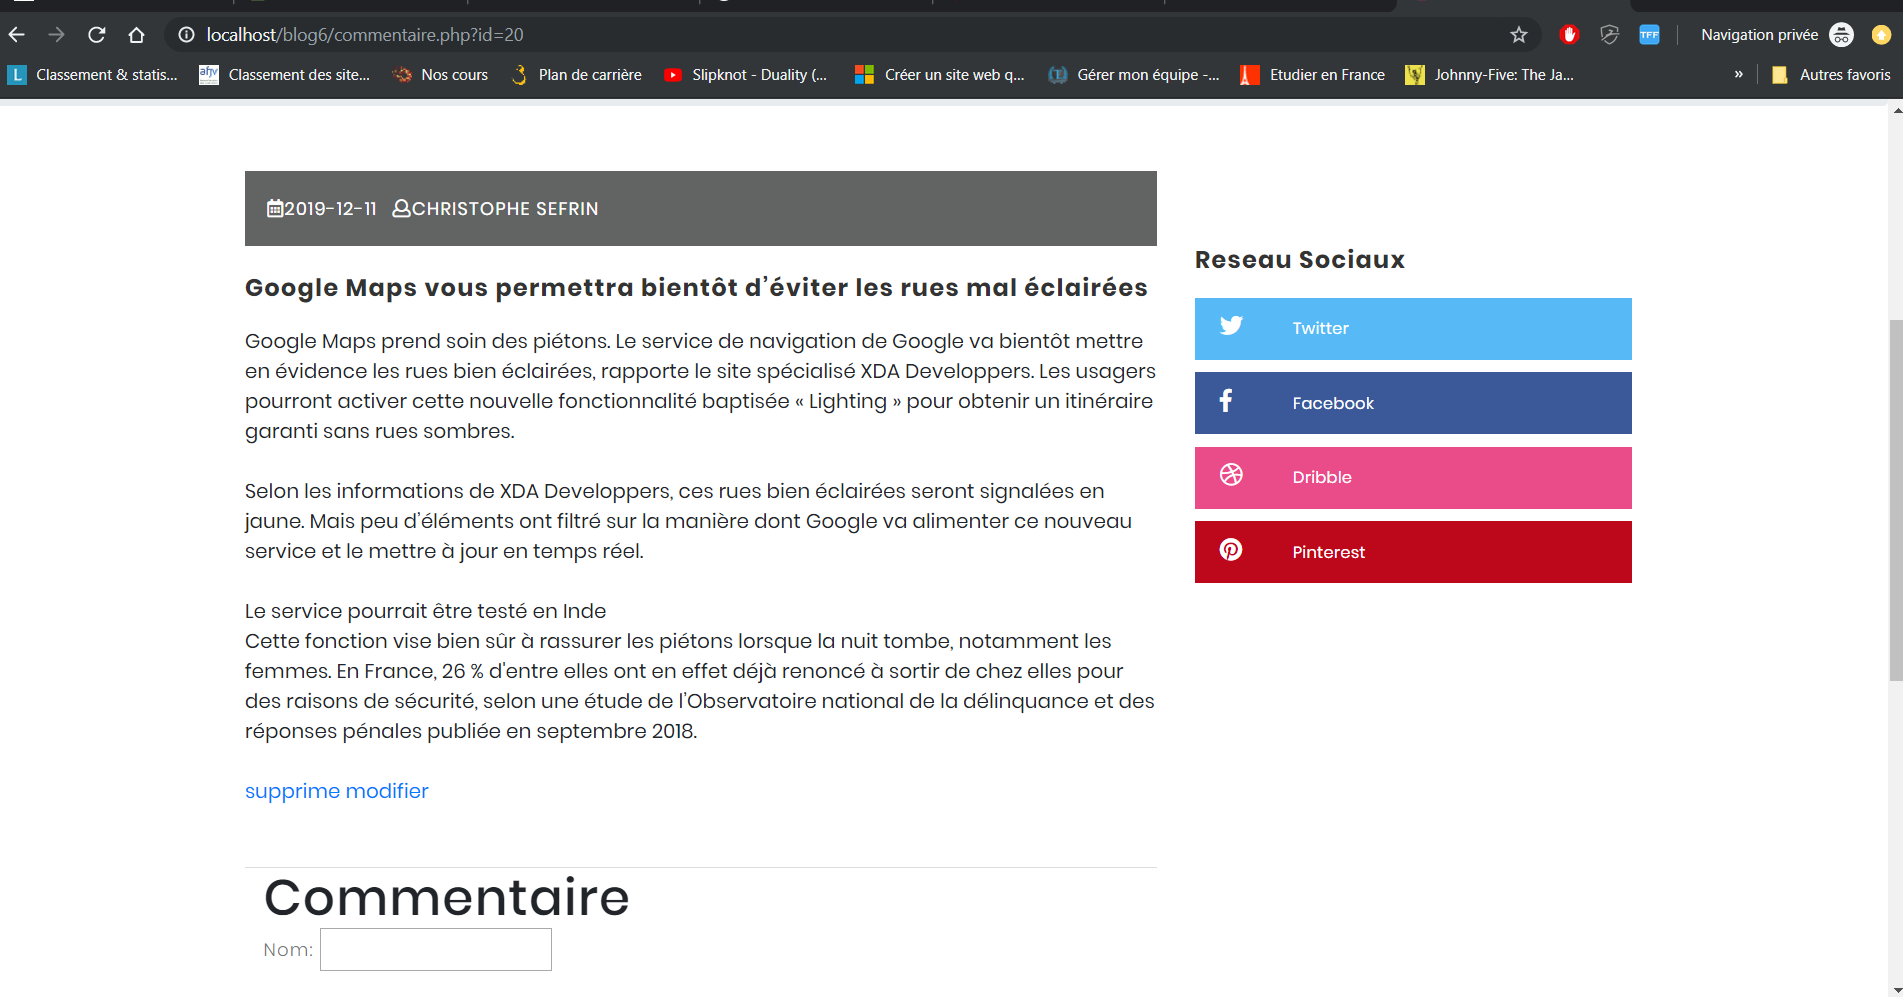 localhost/blog6/commentaire.php?id=20
TFF
Navigation privée
L Classement & statis...
afjv Classement des site...
Nos cours
Plan de carrière
Slipknot - Duality (...
Créer un site web q...
Gérer mon équipe -...
Etudier en France
Johnny-Five: The Ja...
»
Autres favoris
2019-12-11 CHRISTOPHE SEFRIN
Google Maps vous permettra bientôt d’éviter les rues mal éclairées
Google Maps prend soin des piétons. Le service de navigation de Google va bientôt mettre
en évidence les rues bien éclairées, rapporte le site spécialisé XDA Developpers. Les usagers
pourront activer cette nouvelle fonctionnalité baptisée « Lighting » pour obtenir un itinéraire
garanti sans rues sombres.
Selon les informations de XDA Developpers, ces rues bien éclairées seront signalées en
jaune. Mais peu d’éléments ont filtré sur la manière dont Google va alimenter ce nouveau
service et le mettre à jour en temps réel.
Le service pourrait être testé en Inde
Cette fonction vise bien sûr à rassurer les piétons lorsque la nuit tombe, notamment les
femmes. En France, 26 % d'entre elles ont en effet déjà renoncé à sortir de chez elles pour
des raisons de sécurité, selon une étude de l’Observatoire national de la délinquance et des
réponses pénales publiée en septembre 2018.
supprime modifier
Commentaire
Nom:
Reseau Sociaux
Twitter
Facebook
Dribble
Pinterest